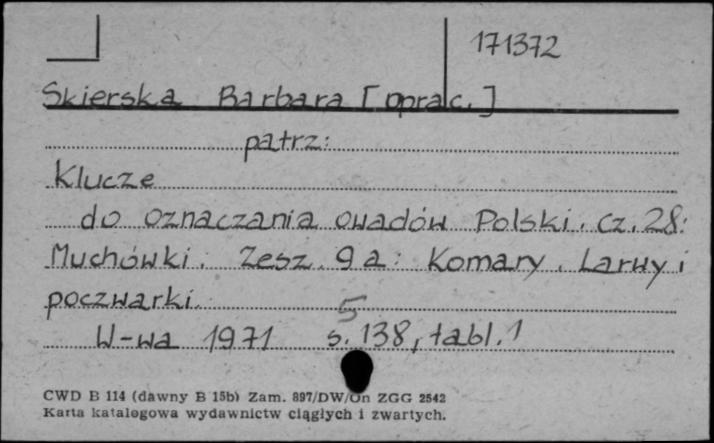 171372
Skierska Barbara [oprac.]
patrz:
Klucze
do oznaczania owadów Polski. Cz. 28:
Muchówki. Zesz. 9a: Komary. Larwy i
poczwarki.
5
W-wa 1971 s. 138, tabl. 1
CWD B 114 (dawny B 15b) Zam. 897/DW/Un ZGG 2542
Karta katalogowa wydawnictw ciągłych i zwartych.